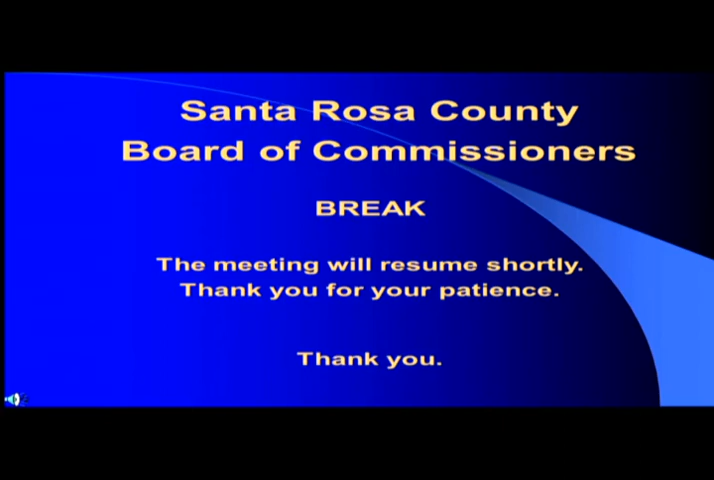 Santa Rosa County
Board of Commissioners
BREAK
The meeting will resume shortly.
Thank you for your patience.
Thank you.